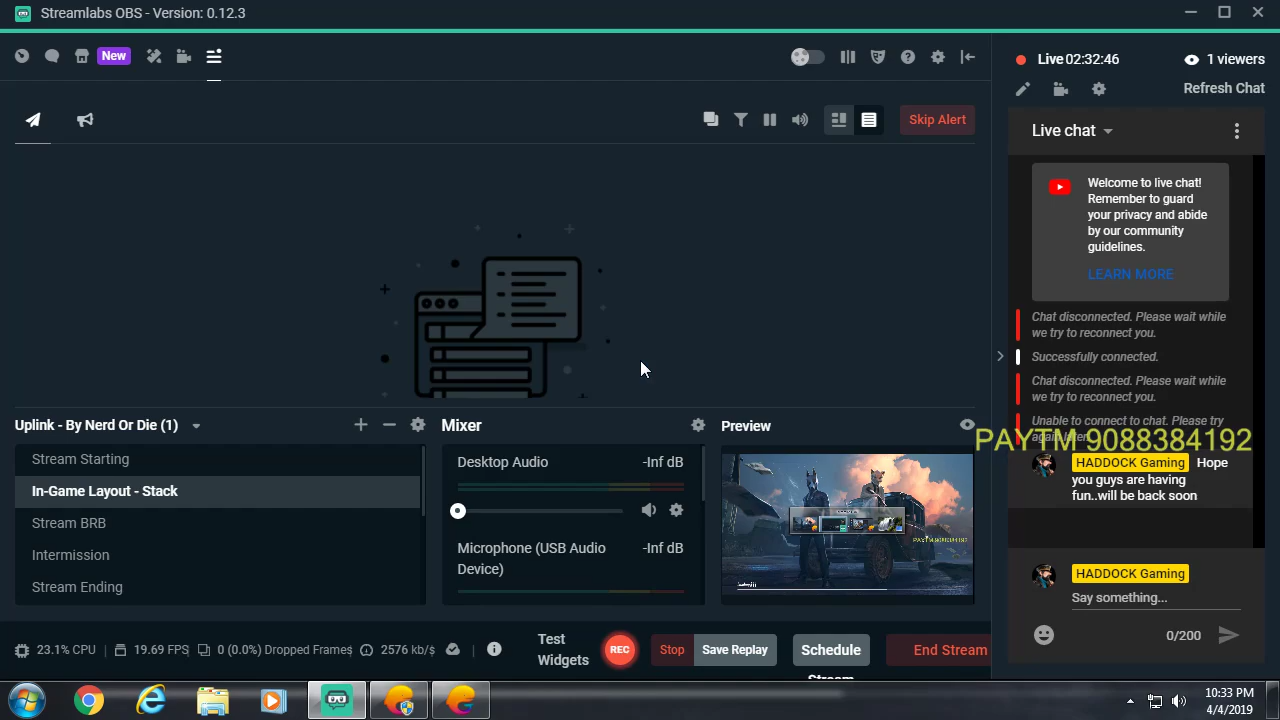 Streamlabs OBS - Version: 0.12.3
New
Live 02:32:46
1 viewers
Refresh Chat
Skip Alert
Live chat
Welcome to live chat!
Remember to guard
your privacy and abide
by our community
guidelines.
LEARN MORE
Chat disconnected. Please wait while
we try to reconnect you.
Successfully connected.
Chat disconnected. Please wait while
we try to reconnect you.
Unable to connect to chat. Please try
again later.
PAYTM 9088384192
HADDOCK Gaming Hope
you guys are having
fun..will be back soon
HADDOCK Gaming
Say something...
0/200
Uplink - By Nerd Or Die (1)
Stream Starting
In-Game Layout - Stack
Stream BRB
Intermission
Stream Ending
Mixer
Desktop Audio -Inf dB
Microphone (USB Audio -Inf dB
Device)
Preview
PAYTM 9088384192
23.1% CPU
19.69 FPS
0 (0.0%) Dropped Frames
2576 kb/s
Test
Widgets
REC
Stop
Save Replay
Schedule
Stream
End Stream
10:33 PM
4/4/2019